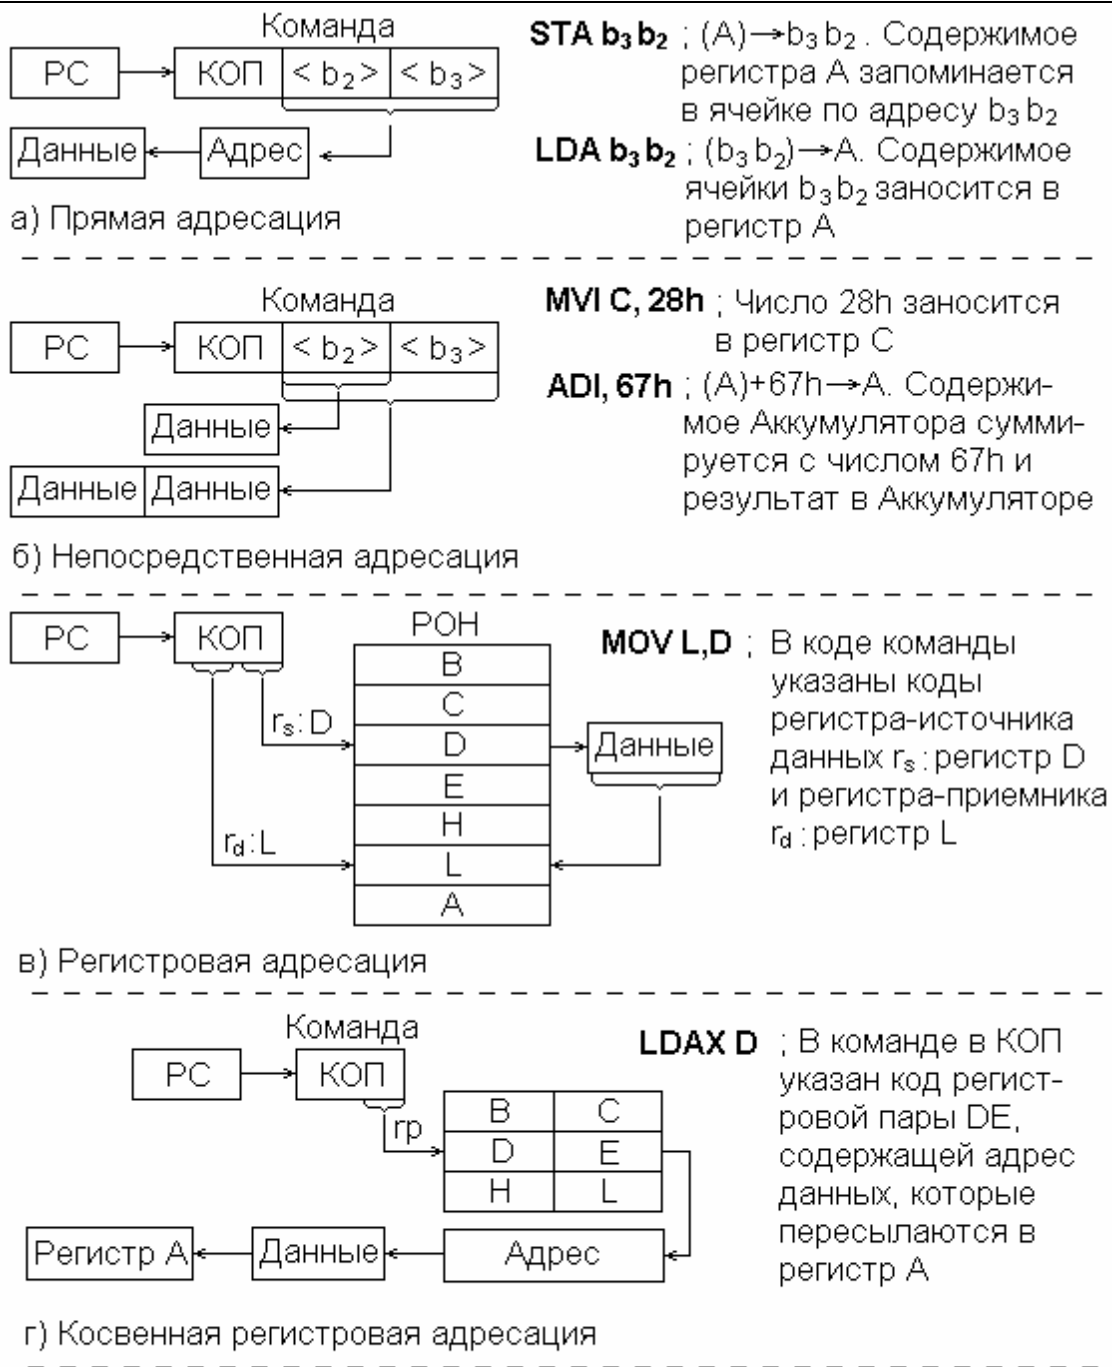 Команда
PC
КОП
< b2>
< b3>
Данные
Адрес
STA b3 b2 ; (A)→b3 b2 . Содержимое
регистра A запоминается
в ячейке по адресу b3 b2
LDA b3 b2 ; (b3 b2)→A. Содержимое
ячейки b3 b2 заносится в
регистр A
а) Прямая адресация
Команда
PC
КОП
< b2>
< b3>
Данные
Данные
Данные
MVI C, 28h ; Число 28h заносится
в регистр C
ADI, 67h ; (A)+67h→A. Содержи-
мое Аккумулятора сумми-
руется с числом 67h и
результат в Аккумуляторе
б) Непосредственная адресация
PC
КОП
РОН
B
C
D
E
H
L
A
rs:D
rd:L
Данные
MOV L,D ; В коде команды
указаны коды
регистра-источника
данных rs : регистр D
и регистра-приемника
rd : регистр L
в) Регистровая адресация
Команда
PC
КОП
rp
B
C
D
E
H
L
Регистр A
Данные
Адрес
LDAX D ; В команде в КОП
указан код регист-
ровой пары DE,
содержащей адрес
данных, которые
пересылаются в
регистр A
г) Косвенная регистровая адресация